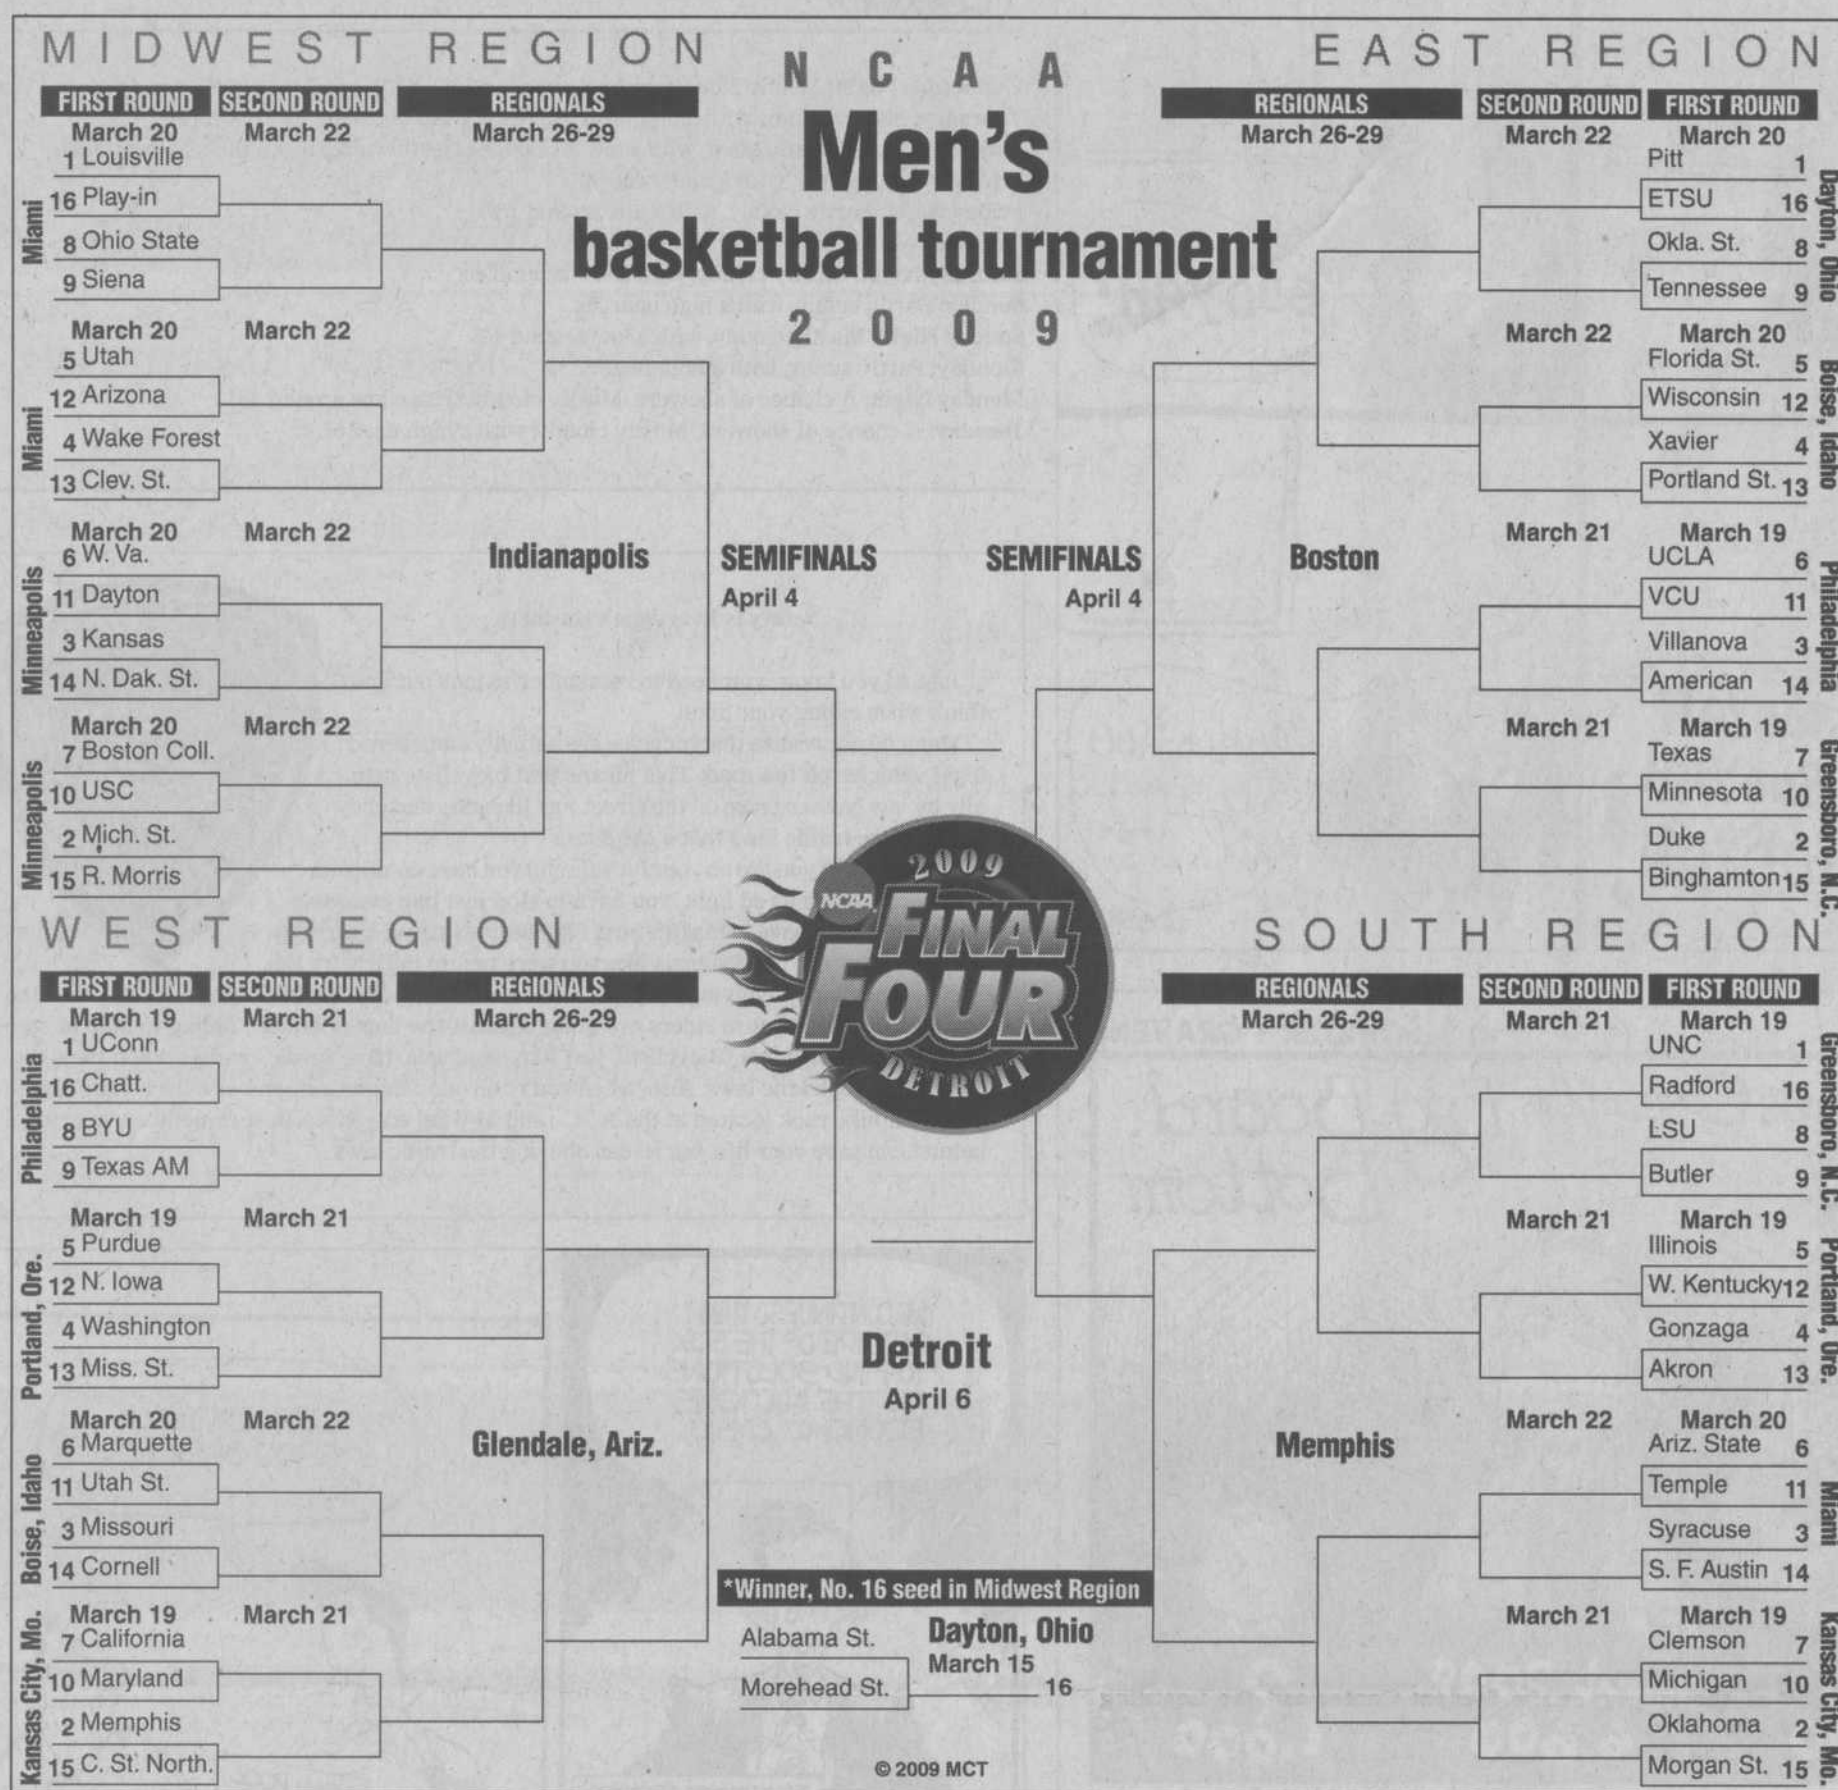 NCAA
Men's
basketball tournament
2009
MIDWEST REGION
FIRST ROUND SECOND ROUND REGIONALS
March 20 March 22 March 26-29
Miami
1 Louisville
16 Play-in
8 Ohio State
9 Siena
March 20 March 22
Miami
5 Utah
12 Arizona
4 Wake Forest
13 Clev. St.
March 20 March 22
Minneapolis
6 W. Va.
11 Dayton
3 Kansas
14 N. Dak. St.
Indianapolis
March 20 March 22
Minneapolis
7 Boston Coll.
10 USC
2 Mich. St.
15 R. Morris
WEST REGION
FIRST ROUND SECOND ROUND REGIONALS
March 19 March 21 March 26-29
Philadelphia
1 UConn
16 Chatt.
8 BYU
9 Texas AM
March 19 March 21
Portland, Ore.
5 Purdue
12 N. Iowa
4 Washington
13 Miss. St.
March 20 March 22
Boise, Idaho
6 Marquette
11 Utah St.
3 Missouri
14 Cornell
Glendale, Ariz.
March 19 March 21
Kansas City, Mo.
7 California
10 Maryland
2 Memphis
15 C. St. North.
SEMIFINALS
April 4
SEMIFINALS
April 4
2009
NCAA
FINAL
FOUR
DETROIT
Detroit
April 6
*Winner, No. 16 seed in Midwest Region
Alabama St.
Morehead St.
Dayton, Ohio
March 15
16
© 2009 MCT
EAST REGION
REGIONALS SECOND ROUND FIRST ROUND
March 26-29 March 22 March 20
Pitt 1
ETSU 16
Okla. St. 8
Tennessee 9
Dayton, Ohio
March 22 March 20
Florida St. 5
Wisconsin 12
Xavier 4
Portland St. 13
Boise, Idaho
March 21 March 19
UCLA 6
VCU 11
Villanova 3
American 14
Philadelphia
Boston
March 21 March 19
Texas 7
Minnesota 10
Duke 2
Binghamton 15
Greensboro, N.C.
SOUTH REGION
REGIONALS SECOND ROUND FIRST ROUND
March 26-29 March 21 March 19
UNC 1
Radford 16
LSU 8
Butler 9
Greensboro, N.C.
March 21 March 19
Illinois 5
W. Kentucky 12
Gonzaga 4
Akron 13
Portland, Ore.
March 22 March 20
Ariz. State 6
Temple 11
Syracuse 3
S. F. Austin 14
Miami
Memphis
March 21 March 19
Clemson 7
Michigan 10
Oklahoma 2
Morgan St. 15
Kansas City, Mo.